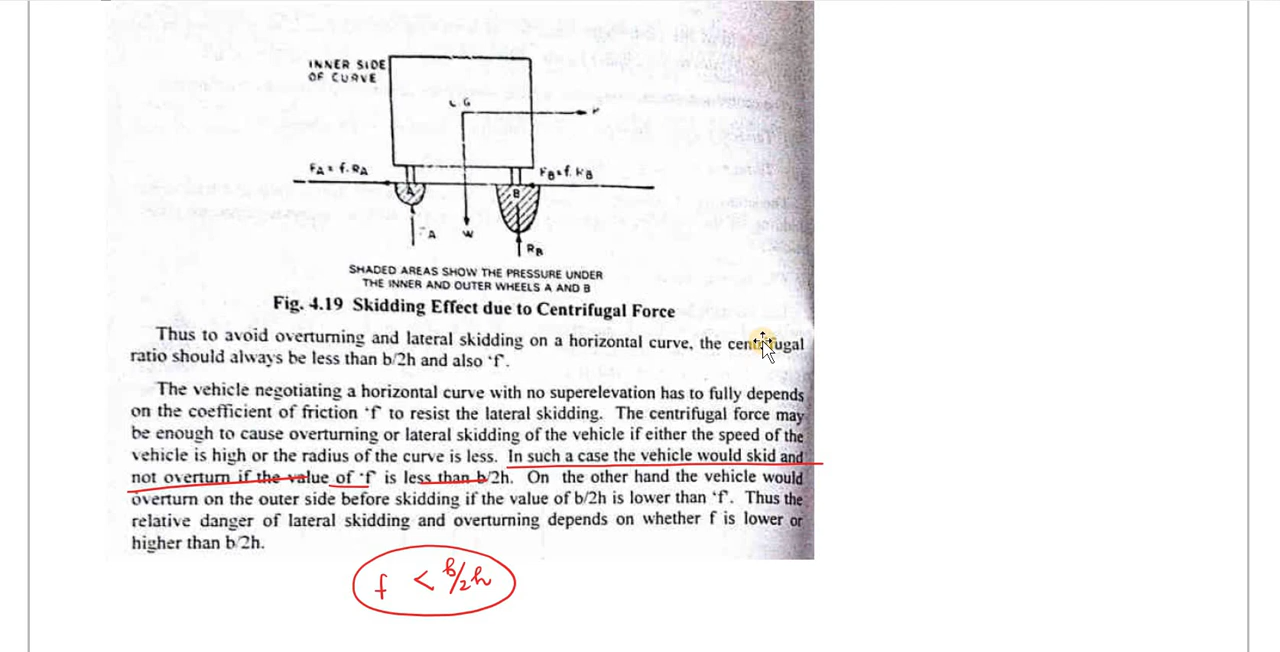 INNER SIDE
OF CURVE
C.G
P
FA = f. RA
FB = f. RB
A
B
A
W
RB
SHADED AREAS SHOW THE PRESSURE UNDER
THE INNER AND OUTER WHEELS A AND B
Fig. 4.19 Skidding Effect due to Centrifugal Force
Thus to avoid overturning and lateral skidding on a horizontal curve, the centrifugal
ratio should always be less than b/2h and also 'f'.
The vehicle negotiating a horizontal curve with no superelevation has to fully depends
on the coefficient of friction 'f' to resist the lateral skidding. The centrifugal force may
be enough to cause overturning or lateral skidding of the vehicle if either the speed of the
vehicle is high or the radius of the curve is less. In such a case the vehicle would skid and
not overturn if the value of 'f' is less than b/2h. On the other hand the vehicle would
overturn on the outer side before skidding if the value of b/2h is lower than 'f'. Thus the
relative danger of lateral skidding and overturning depends on whether f is lower or
higher than b/2h.
f < b/2h